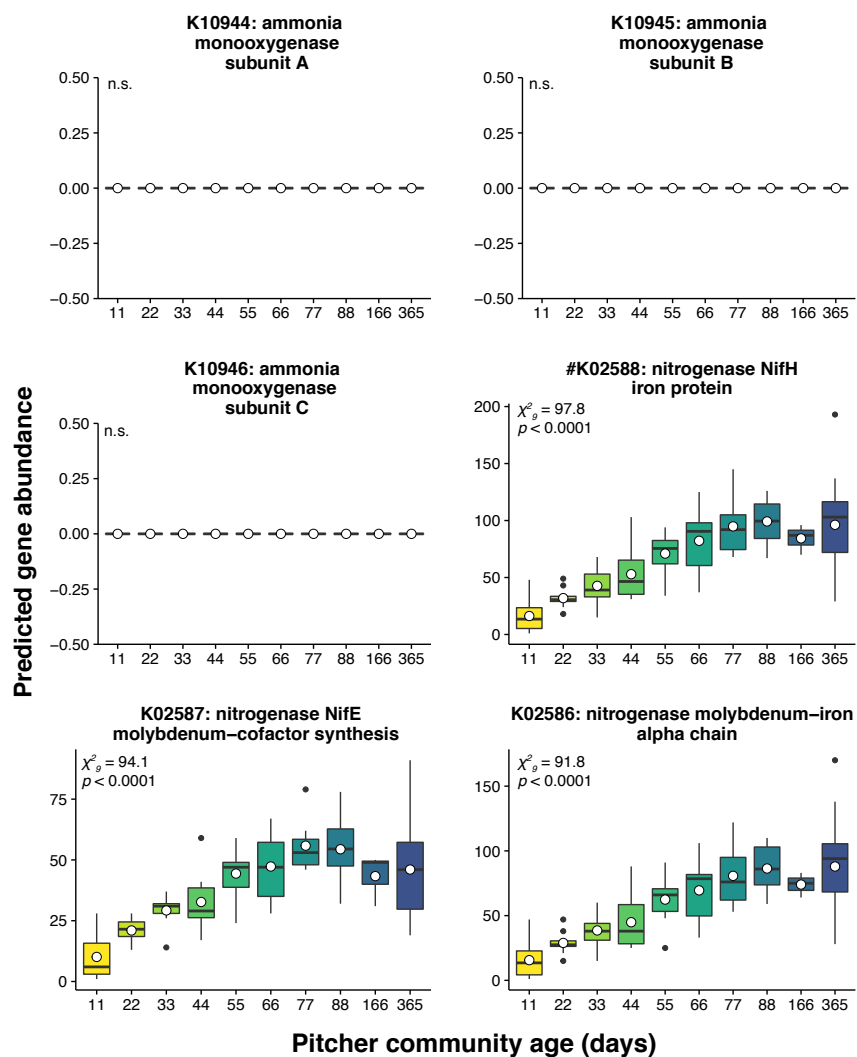 K10944: ammonia
monooxygenase
subunit A
n.s.
0.50
0.25
0.00
−0.25
−0.50
11 22 33 44 55 66 77 88 166 365
K10945: ammonia
monooxygenase
subunit B
n.s.
0.50
0.25
0.00
−0.25
−0.50
11 22 33 44 55 66 77 88 166 365
K10946: ammonia
monooxygenase
subunit C
n.s.
0.50
0.25
0.00
−0.25
−0.50
11 22 33 44 55 66 77 88 166 365
#K02588: nitrogenase NifH
iron protein
χ²₉ = 97.8
p < 0.0001
200
150
100
50
0
11 22 33 44 55 66 77 88 166 365
K02587: nitrogenase NifE
molybdenum−cofactor synthesis
χ²₉ = 94.1
p < 0.0001
75
50
25
0
11 22 33 44 55 66 77 88 166 365
K02586: nitrogenase molybdenum−iron
alpha chain
χ²₉ = 91.8
p < 0.0001
150
100
50
0
11 22 33 44 55 66 77 88 166 365
Predicted gene abundance
Pitcher community age (days)